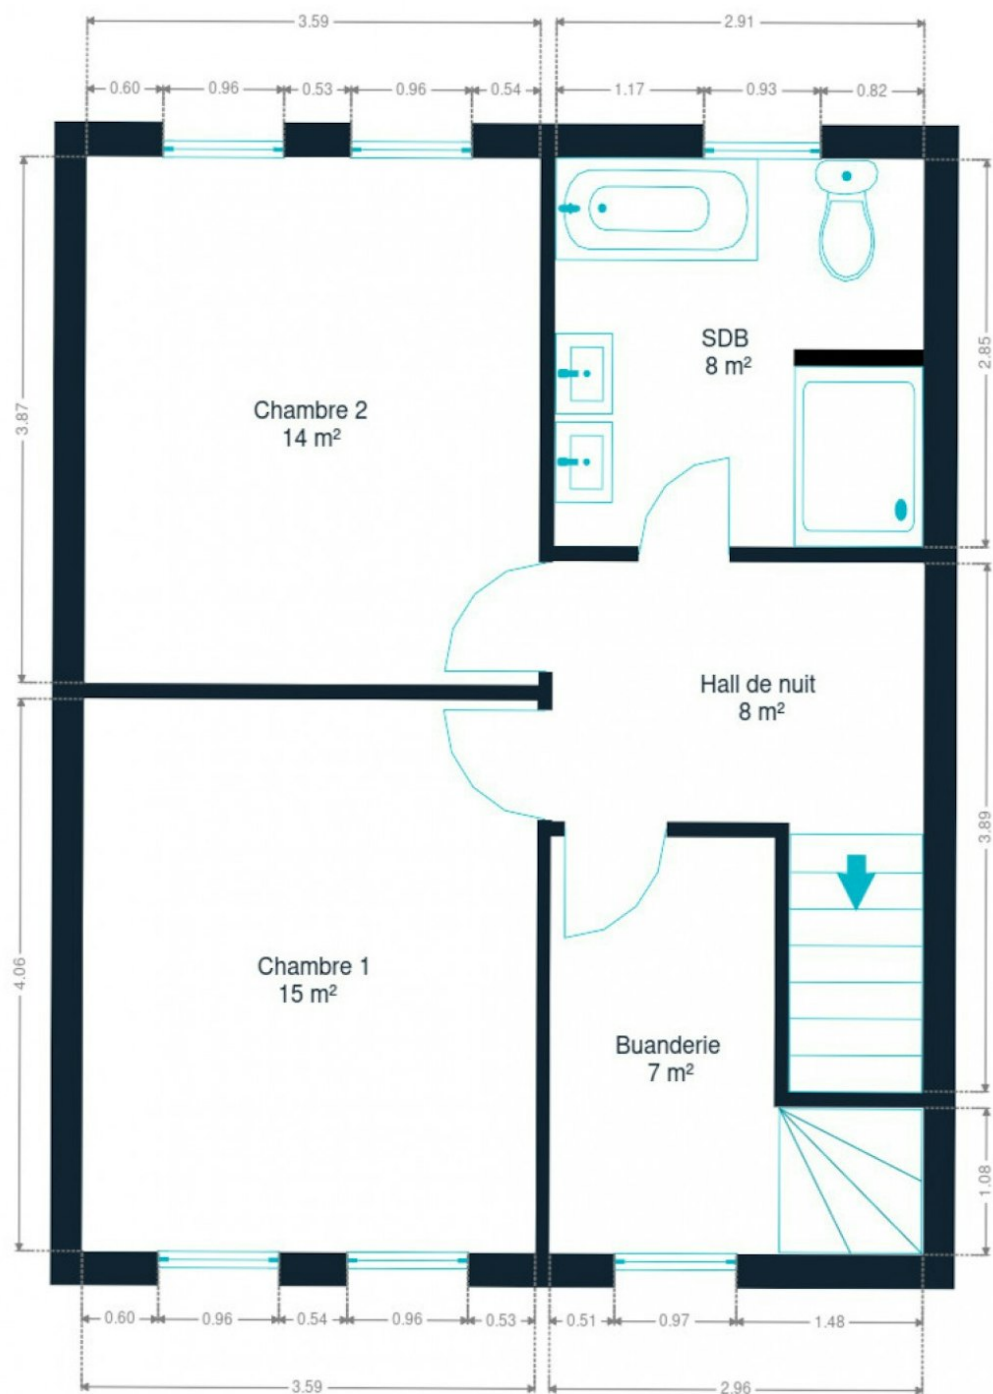 3.59
2.91
0.60
0.96
0.53
0.96
0.54
1.17
0.93
0.82
3.87
2.85
SDB
8 m²
Chambre 2
14 m²
Hall de nuit
8 m²
3.89
4.06
Chambre 1
15 m²
Buanderie
7 m²
1.08
0.60
0.96
0.54
0.96
0.53
0.51
0.97
1.48
3.59
2.96